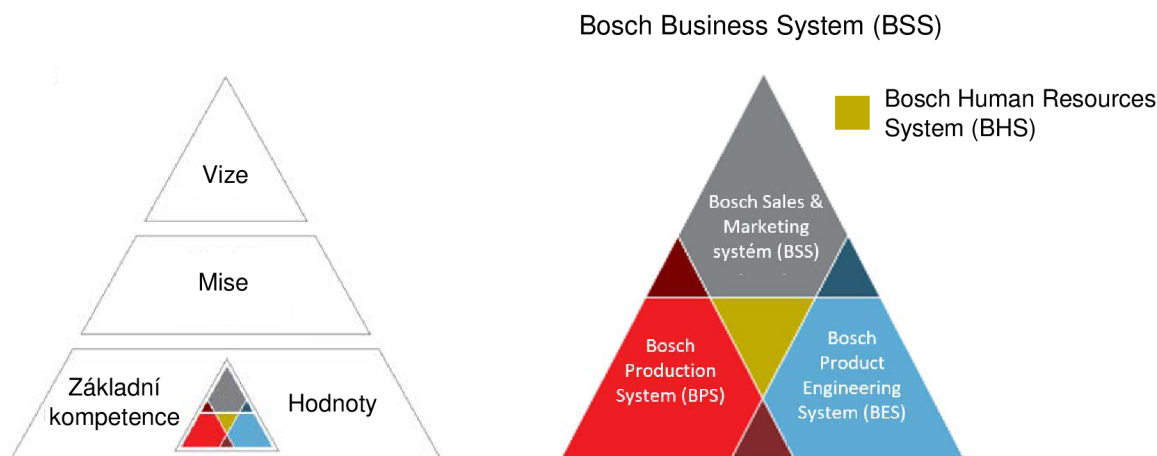 Bosch Business System (BSS)
Bosch Human Resources
System (BHS)
Vize
Mise
Základní
kompetence
Hodnoty
Bosch Sales &
Marketing
systém (BSS)
Bosch
Production
System (BPS)
Bosch
Product
Engineering
System (BES)